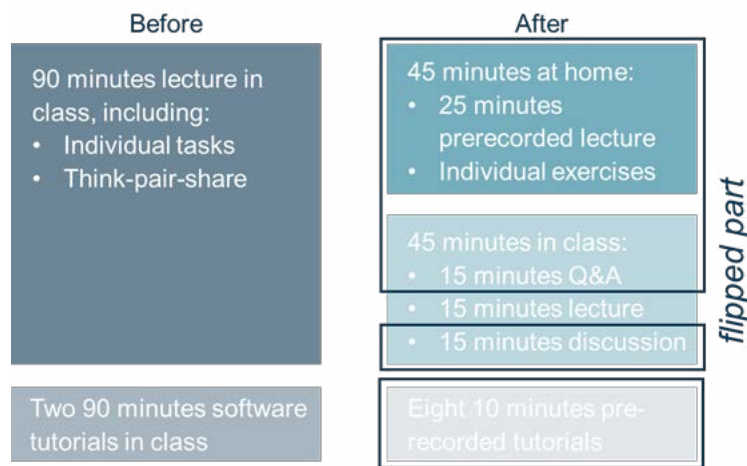 Before
90 minutes lecture in
class, including:
• Individual tasks
• Think-pair-share
Two 90 minutes software
tutorials in class
After
45 minutes at home:
• 25 minutes
prerecorded lecture
• Individual exercises
45 minutes in class:
• 15 minutes Q&A
• 15 minutes lecture
• 15 minutes discussion
Eight 10 minutes pre-
recorded tutorials
flipped part